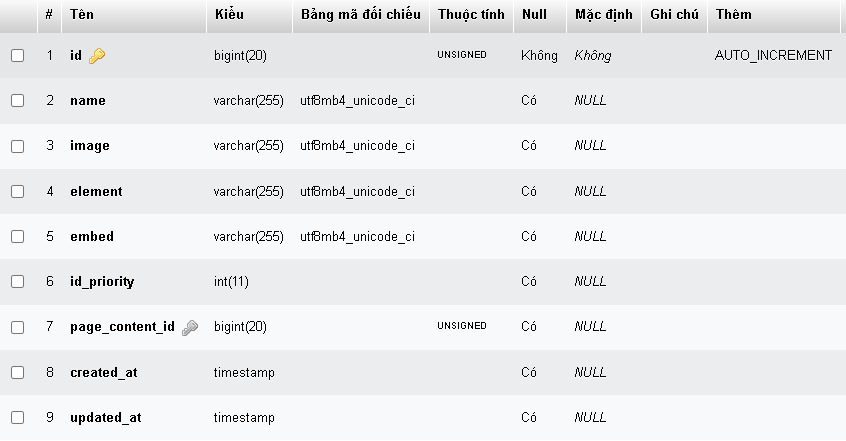 # Tên Kiểu Bảng mã đối chiếu Thuộc tính Null Mặc định Ghi chú Thêm
1 id bigint(20) UNSIGNED Không Không AUTO_INCREMENT
2 name varchar(255) utf8mb4_unicode_ci Có NULL
3 image varchar(255) utf8mb4_unicode_ci Có NULL
4 element varchar(255) utf8mb4_unicode_ci Có NULL
5 embed varchar(255) utf8mb4_unicode_ci Có NULL
6 id_priority int(11) Có NULL
7 page_content_id bigint(20) UNSIGNED Có NULL
8 created_at timestamp Có NULL
9 updated_at timestamp Có NULL